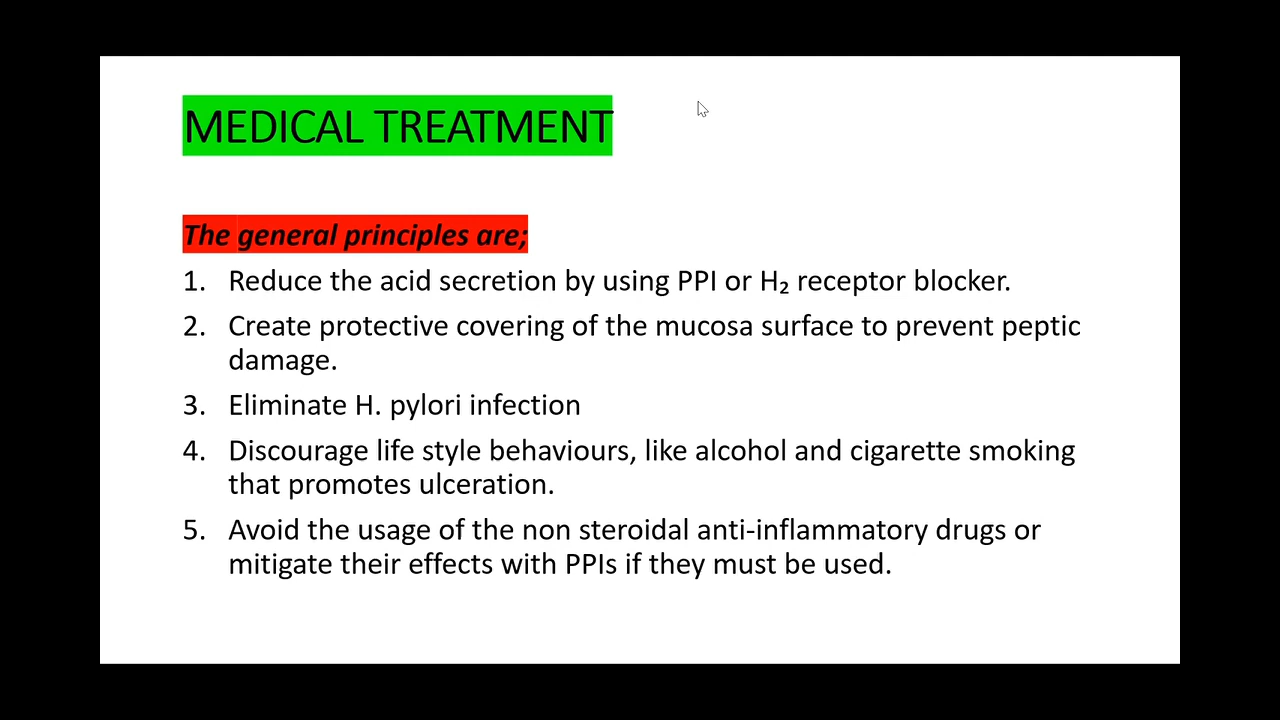 MEDICAL TREATMENT
The general principles are;
1. Reduce the acid secretion by using PPI or H₂ receptor blocker.
2. Create protective covering of the mucosa surface to prevent peptic
damage.
3. Eliminate H. pylori infection
4. Discourage life style behaviours, like alcohol and cigarette smoking
that promotes ulceration.
5. Avoid the usage of the non steroidal anti-inflammatory drugs or
mitigate their effects with PPIs if they must be used.